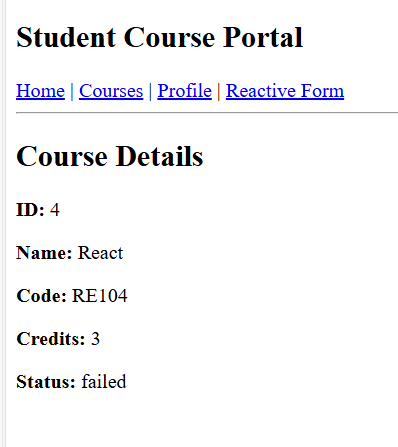 Student Course Portal
Home | Courses | Profile | Reactive Form
Course Details
ID: 4
Name: React
Code: RE104
Credits: 3
Status: failed